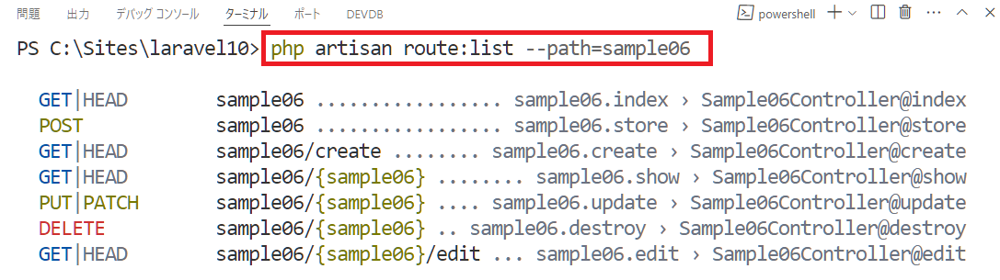 問題 出力 デバッグ コンソール ターミナル ポート DEVDB powershell
PS C:\Sites\laravel10> php artisan route:list --path=sample06
GET|HEAD sample06 ................. sample06.index › Sample06Controller@index
POST sample06 ................. sample06.store › Sample06Controller@store
GET|HEAD sample06/create ........ sample06.create › Sample06Controller@create
GET|HEAD sample06/{sample06} ........ sample06.show › Sample06Controller@show
PUT|PATCH sample06/{sample06} .... sample06.update › Sample06Controller@update
DELETE sample06/{sample06} .. sample06.destroy › Sample06Controller@destroy
GET|HEAD sample06/{sample06}/edit ... sample06.edit › Sample06Controller@edit